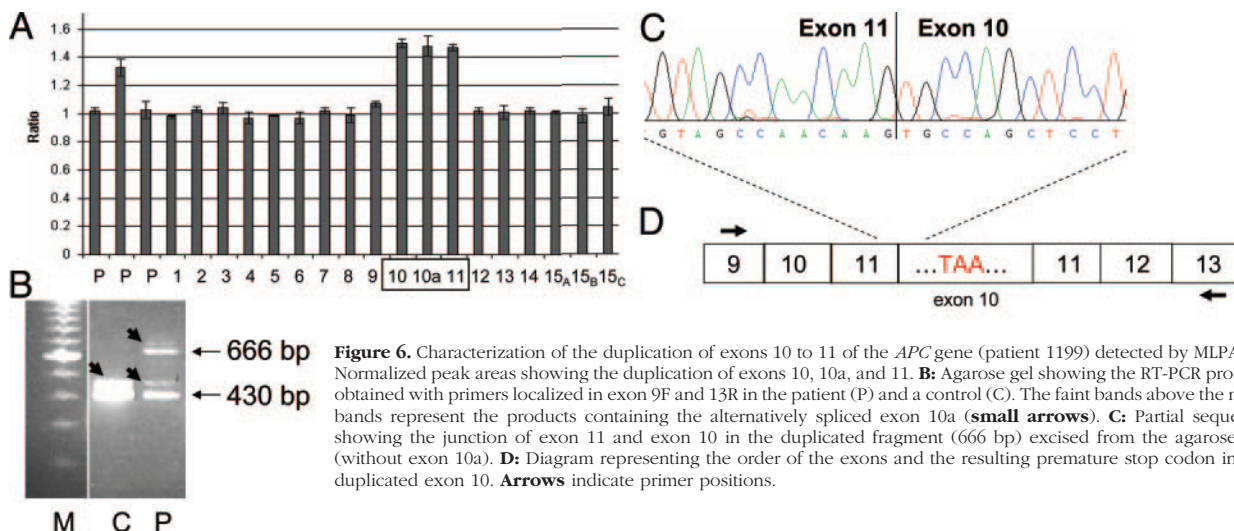 A
1.6
1.4
1.2
1
0.8
0.6
0.4
0.2
0
Ratio
P P P 1 2 3 4 5 6 7 8 9 10 10a 11 12 13 14 15A 15B 15C
B
666 bp
430 bp
M C P
C
Exon 11 Exon 10
G T A G C C A A C A A G T G C C A G C T C C T
D
9 10 11 ...TAA... 11 12 13
exon 10
Figure 6. Characterization of the duplication of exons 10 to 11 of the APC gene (patient 1199) detected by MLPA
Normalized peak areas showing the duplication of exons 10, 10a, and 11. B: Agarose gel showing the RT-PCR pro
obtained with primers localized in exon 9F and 13R in the patient (P) and a control (C). The faint bands above the
bands represent the products containing the alternatively spliced exon 10a (small arrows). C: Partial seque
showing the junction of exon 11 and exon 10 in the duplicated fragment (666 bp) excised from the agarose
(without exon 10a). D: Diagram representing the order of the exons and the resulting premature stop codon in
duplicated exon 10. Arrows indicate primer positions.